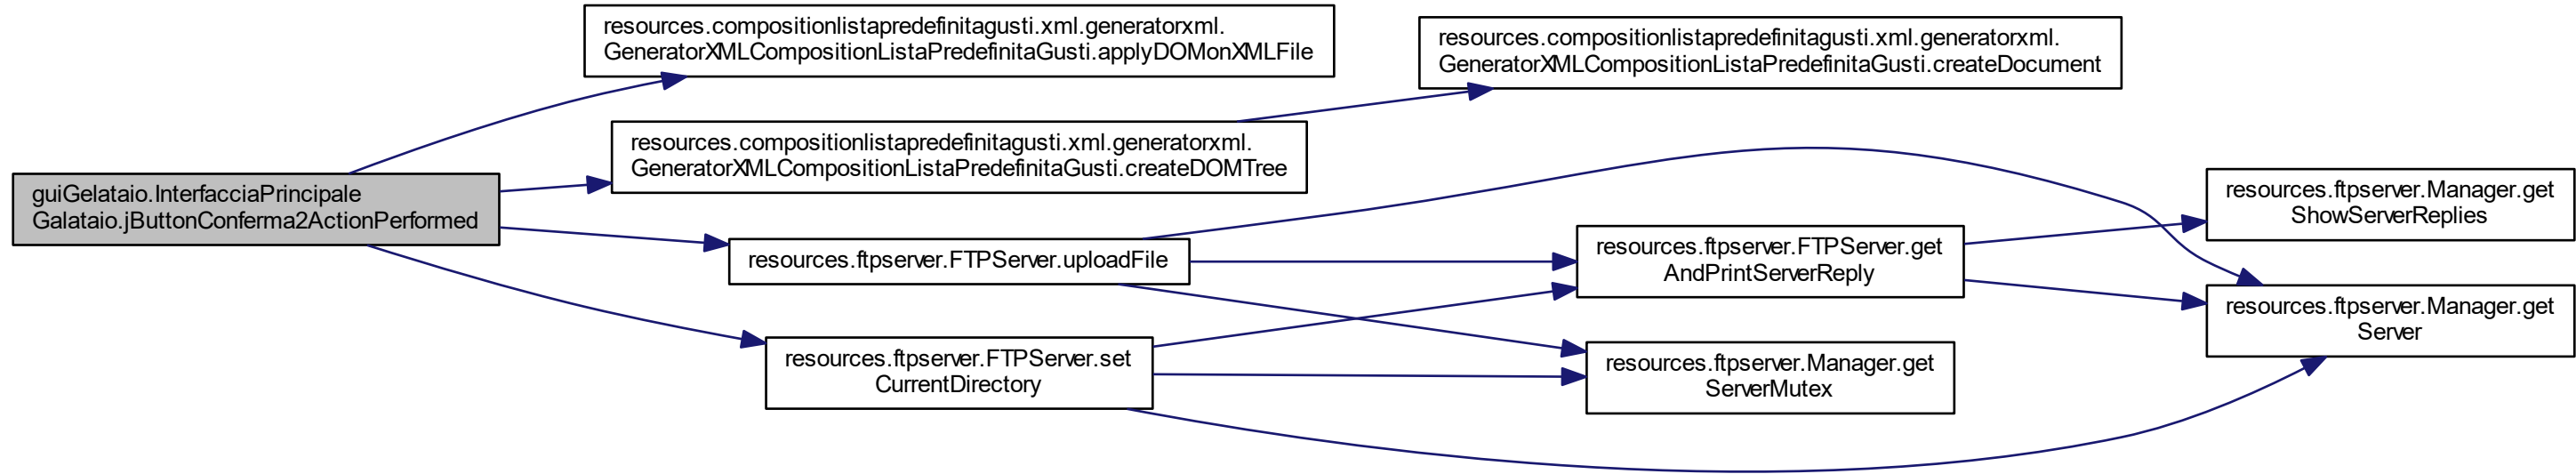 resources.compositionlistapredefinitagusti.xml.generatorxml.
GeneratorXMLCompositionListaPredefinitaGusti.applyDOMonXMLFile
resources.compositionlistapredefinitagusti.xml.generatorxml.
GeneratorXMLCompositionListaPredefinitaGusti.createDocument
resources.compositionlistapredefinitagusti.xml.generatorxml.
GeneratorXMLCompositionListaPredefinitaGusti.createDOMTree
guiGelataio.InterfacciaPrincipale
Galataio.jButtonConferma2ActionPerformed
resources.ftpserver.FTPServer.uploadFile
resources.ftpserver.FTPServer.get
AndPrintServerReply
resources.ftpserver.Manager.get
ShowServerReplies
resources.ftpserver.Manager.get
Server
resources.ftpserver.FTPServer.set
CurrentDirectory
resources.ftpserver.Manager.get
ServerMutex